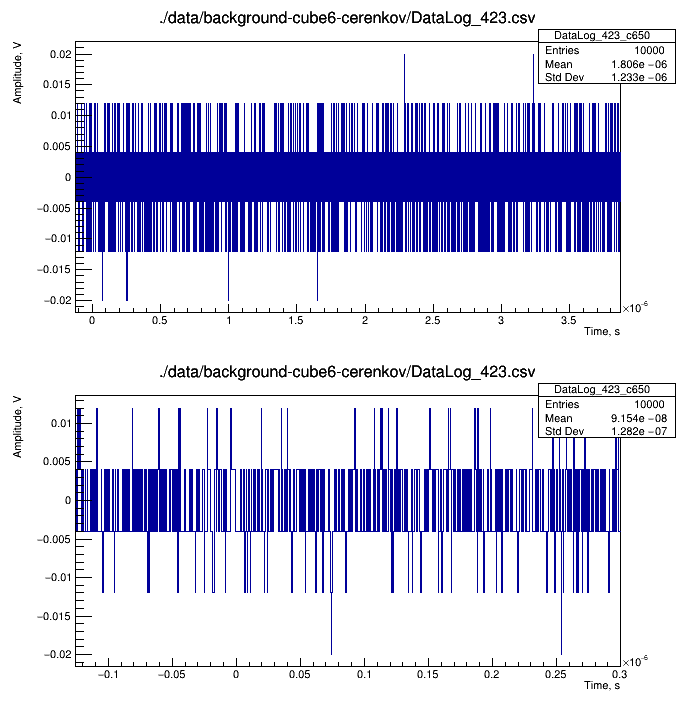 ./data/background-cube6-cerenkov/DataLog_423.csv
DataLog_423_c650
Entries 10000
Mean 1.806e −06
Std Dev 1.233e −06
Amplitude, V
0.02
0.015
0.01
0.005
0
−0.005
−0.01
−0.015
−0.02
0 0.5 1 1.5 2 2.5 3 3.5
×10−6
Time, s
./data/background-cube6-cerenkov/DataLog_423.csv
DataLog_423_c650
Entries 10000
Mean 9.154e −08
Std Dev 1.282e −07
Amplitude, V
0.01
0.005
0
−0.005
−0.01
−0.015
−0.02
−0.1 −0.05 0 0.05 0.1 0.15 0.2 0.25 0.3
×10−6
Time, s